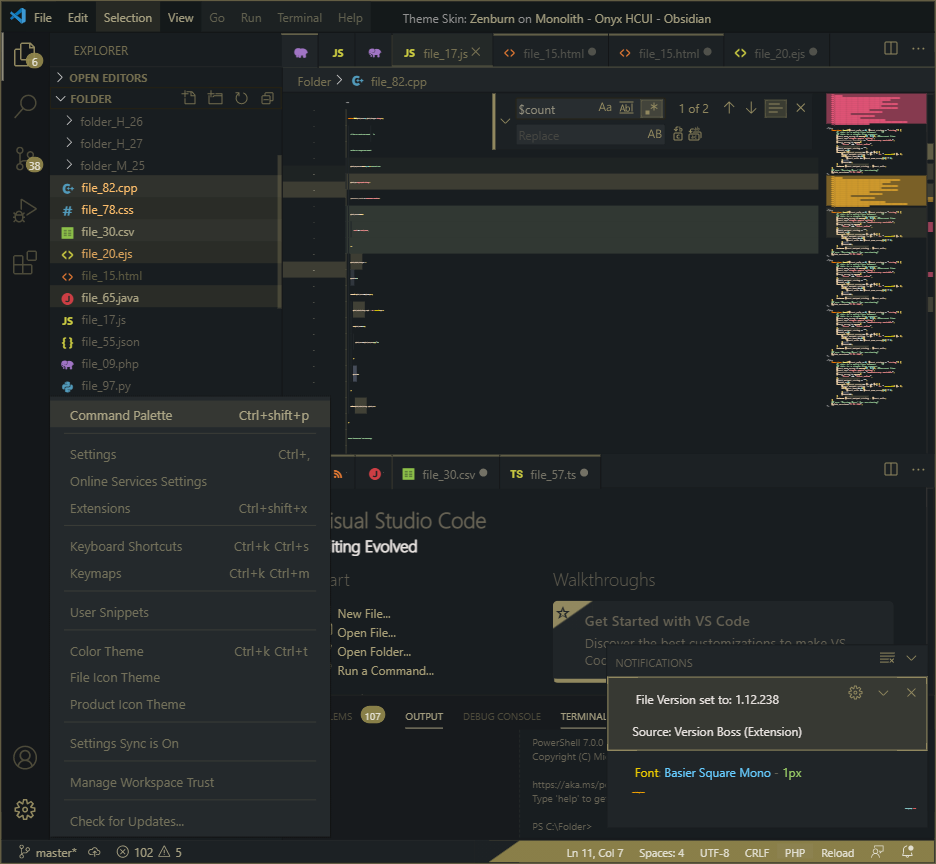 File Edit Selection View Go Run Terminal Help Theme Skin: Zenburn on Monolith - Onyx HCUI - Obsidian
6
EXPLORER
JS JS file_17.js file_15.html file_15.html file_20.ejs
OPEN EDITORS
Folder > file_82.cpp
FOLDER
folder_H_26
folder_H_27
folder_M_25
38
file_82.cpp
file_78.css
file_30.csv
file_20.ejs
file_15.html
file_65.java
JS file_17.js
file_55.json
file_09.php
file_97.py
$count Aa Abl 1 of 2
Replace AB
Command Palette Ctrl+shift+p
Settings Ctrl+,
Online Services Settings
Extensions Ctrl+shift+x
Keyboard Shortcuts Ctrl+k Ctrl+s
Keymaps Ctrl+k Ctrl+m
User Snippets
Color Theme Ctrl+k Ctrl+t
File Icon Theme
Product Icon Theme
Settings Sync is On
Manage Workspace Trust
Check for Updates...
file_30.csv TS file_57.ts
isual Studio Code
iting Evolved
art
New File...
Open File...
Open Folder...
Run a Command...
Walkthroughs
Get Started with VS Code
Discover the best customizations to make VS
Coc
LEMS 107 OUTPUT DEBUG CONSOLE TERMINAL
PowerShell 7.0.0
Copyright (C) Mi
https://aka.ms/p
Type 'help' to ge
PS C:\Folder>
NOTIFICATIONS
File Version set to: 1.12.238
Source: Version Boss (Extension)
Font: Basier Square Mono - 1px
master* 102 5 Ln 11, Col 7 Spaces: 4 UTF-8 CRLF PHP Reload